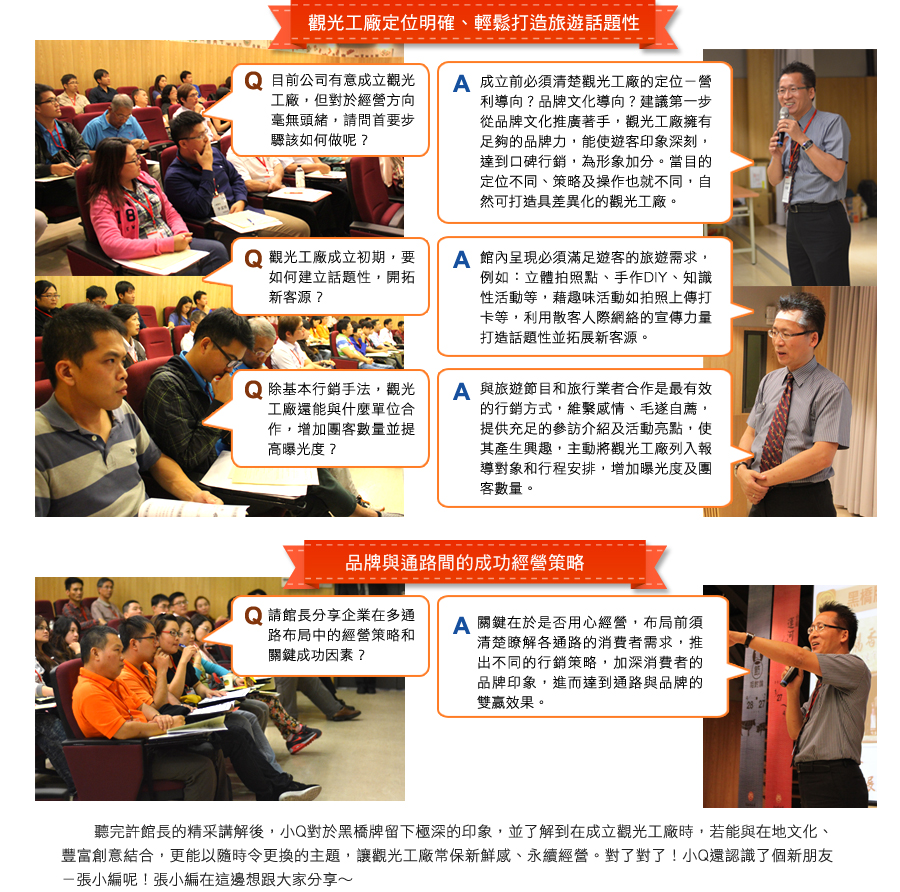 觀光工廠定位明確、輕鬆打造旅遊話題性
Q 目前公司有意成立觀光
工廠，但對於經營方向
毫無頭緒，請問首要步
驟該如何做呢？
A 成立前必須清楚觀光工廠的定位－營
利導向？品牌文化導向？建議第一步
從品牌文化推廣著手，觀光工廠擁有
足夠的品牌力，能使遊客印象深刻，
達到口碑行銷，為形象加分。當目的
定位不同、策略及操作也就不同，自
然可打造具差異化的觀光工廠。
Q 觀光工廠成立初期，要
如何建立話題性，開拓
新客源？
A 館內呈現必須滿足遊客的旅遊需求，
例如：立體拍照點、手作DIY、知識
性活動等，藉趣味活動如拍照上傳打
卡等，利用散客人際網絡的宣傳力量
打造話題性並拓展新客源。
Q 除基本行銷手法，觀光
工廠還能與什麼單位合
作，增加團客數量並提
高曝光度？
A 與旅遊節目和旅行業者合作是最有效
的行銷方式，維繫感情、毛遂自薦，
提供充足的參訪介紹及活動亮點，使
其產生興趣，主動將觀光工廠列入報
導對象和行程安排，增加曝光度及團
客數量。
品牌與通路間的成功經營策略
Q 請館長分享企業在多通
路布局中的經營策略和
關鍵成功因素？
A 關鍵在於是否用心經營，布局前須
清楚瞭解各通路的消費者需求，推
出不同的行銷策略，加深消費者的
品牌印象，進而達到通路與品牌的
雙贏效果。
黑橋
聽完許館長的精采講解後，小Q對於黑橋牌留下極深的印象，並了解到在成立觀光工廠時，若能與在地文化、
豐富創意結合，更能以隨時令更換的主題，讓觀光工廠常保新鮮感、永續經營。對了對了！小Q還認識了個新朋友
－張小編呢！張小編在這邊想跟大家分享～